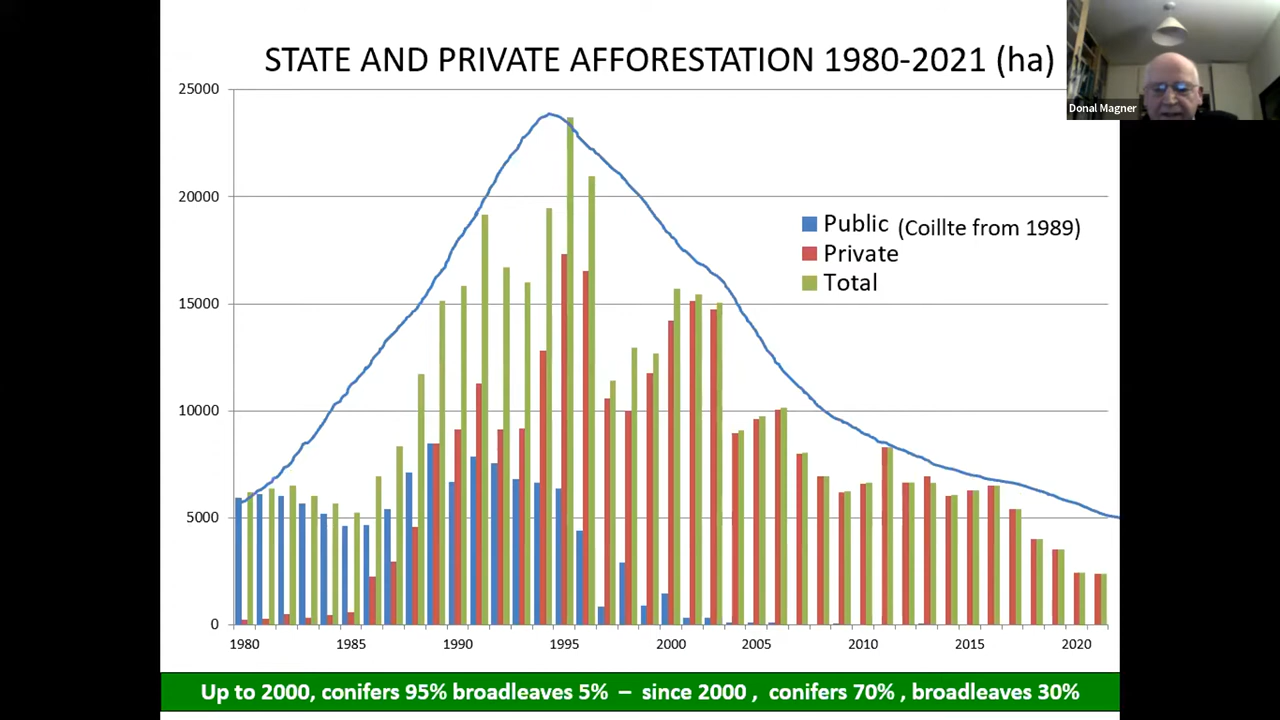 STATE AND PRIVATE AFFORESTATION 1980-2021 (ha)
Donal Magner
25000
20000
15000
10000
5000
0
Public (Coillte from 1989)
Private
Total
1980 1985 1990 1995 2000 2005 2010 2015 2020
Up to 2000, conifers 95% broadleaves 5% – since 2000 , conifers 70% , broadleaves 30%